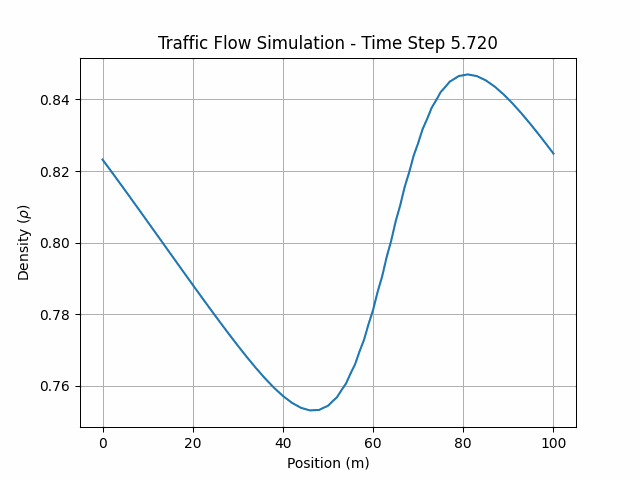 Traffic Flow Simulation - Time Step 5.720
Density (ρ)
0.84
0.82
0.80
0.78
0.76
0 20 40 60 80 100
Position (m)